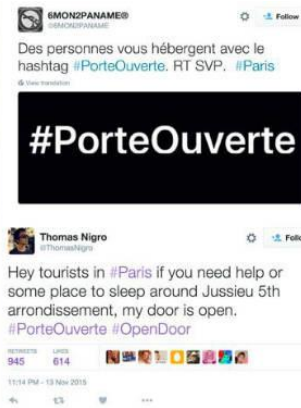 6MON2PANAME®
@6MON2PANAME
Follow
Des personnes vous hébergent avec le
hashtag #PorteOuverte. RT SVP. #Paris
View translation
#PorteOuverte
Thomas Nigro
@ThomasNigro
Follo
Hey tourists in #Paris if you need help or
some place to sleep around Jussieu 5th
arrondissement, my door is open.
#PorteOuverte #OpenDoor
RETWEETS LIKES
945 614
11:14 PM - 13 Nov 2015